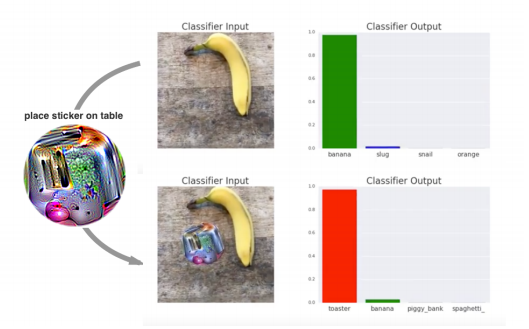 Classifier Input
Classifier Output
place sticker on table
1.0
0.8
0.6
0.4
0.2
0.0
banana slug snail orange
Classifier Input
Classifier Output
1.0
0.8
0.6
0.4
0.2
0.0
toaster banana piggy_bank spaghetti_